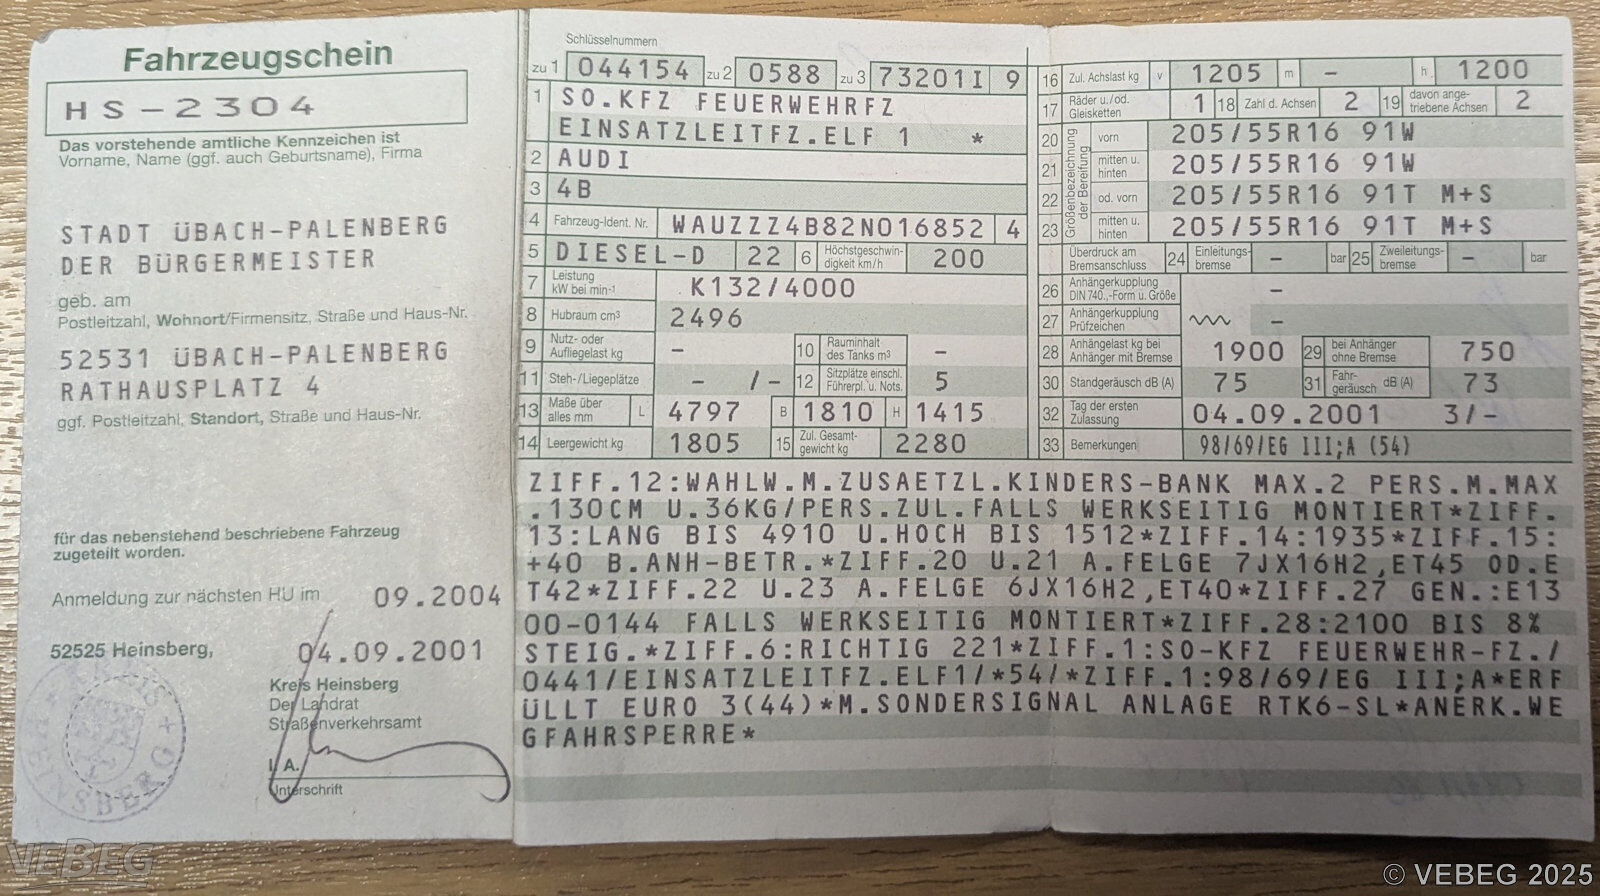 Fahrzeugschein
HS-2304
Das vorstehende amtliche Kennzeichen ist
Vorname, Name (ggf. auch Geburtsname), Firma
STADT ÜBACH-PALENBERG
DER BÜRGERMEISTER
geb. am
Postleitzahl, Wohnort/Firmensitz, Straße und Haus-Nr.
52531 ÜBACH-PALENBERG
RATHAUSPLATZ 4
ggf. Postleitzahl, Standort, Straße und Haus-Nr.
für das nebenstehend beschriebene Fahrzeug
zugeteilt worden.
Anmeldung zur nächsten HU im 09.2004
52525 Heinsberg, 04.09.2001
Kreis Heinsberg
Der Landrat
Straßenverkehrsamt
I. A.
Unterschrift
KREIS HEINSBERG
Schlüsselnummern
zu 1 044154 zu 2 0588 zu 3 73201I 9
1 SO.KFZ FEUERWEHRFZ
EINSATZLEITFZ.ELF 1 *
2 AUDI
3 4B
4 Fahrzeug-Ident. Nr. WAUZZZ4B82N016852 4
5 DIESEL-D 22 6 Höchstgeschwindigkeit km/h 200
7 Leistung kW bei min-1 K132/4000
8 Hubraum cm³ 2496
9 Nutz- oder Aufliegelast kg - 10 Rauminhalt des Tanks m³ -
11 Steh-/Liegeplätze - / - 12 Sitzplätze einschl. Führerpl. u. Nots. 5
13 Maße über alles mm L 4797 B 1810 H 1415
14 Leergewicht kg 1805 15 Zul. Gesamtgewicht kg 2280
16 Zul. Achslast kg v 1205 m - h 1200
17 Räder u./od. Gleisketten 1 18 Zahl d. Achsen 2 19 davon angetriebene Achsen 2
Größenbezeichnung der Bereifung
20 vorn 205/55R16 91W
21 mitten u. hinten 205/55R16 91W
22 od. vorn 205/55R16 91T M+S
23 mitten u. hinten 205/55R16 91T M+S
Überdruck am Bremsanschluss 24 Einleitungsbremse - bar 25 Zweileitungsbremse - bar
26 Anhängerkupplung DIN 740.,-Form u. Größe -
27 Anhängerkupplung Prüfzeichen -
28 Anhängelast kg bei Anhänger mit Bremse 1900 29 bei Anhänger ohne Bremse 750
30 Standgeräusch dB (A) 75 31 Fahrgeräusch dB (A) 73
32 Tag der ersten Zulassung 04.09.2001 3/-
33 Bemerkungen 98/69/EG III;A (54)
ZIFF.12:WAHLW.M.ZUSAETZL.KINDERS-BANK MAX.2 PERS.M.MAX
.130CM U.36KG/PERS.ZUL.FALLS WERKSEITIG MONTIERT*ZIFF.
13:LANG BIS 4910 U.HOCH BIS 1512*ZIFF.14:1935*ZIFF.15:
+40 B.ANH-BETR.*ZIFF.20 U.21 A.FELGE 7JX16H2,ET45 OD.E
T42*ZIFF.22 U.23 A.FELGE 6JX16H2,ET40*ZIFF.27 GEN.:E13
00-0144 FALLS WERKSEITIG MONTIERT*ZIFF.28:2100 BIS 8%
STEIG.*ZIFF.6:RICHTIG 221*ZIFF.1:SO-KFZ FEUERWEHR-FZ./
0441/EINSATZLEITFZ.ELF1/*54/*ZIFF.1:98/69/EG III;A*ERF
ÜLLT EURO 3(44)*M.SONDERSIGNAL ANLAGE RTK6-SL*ANERK.WE
GFAHRSPERRE*
VEBEG
© VEBEG 2025